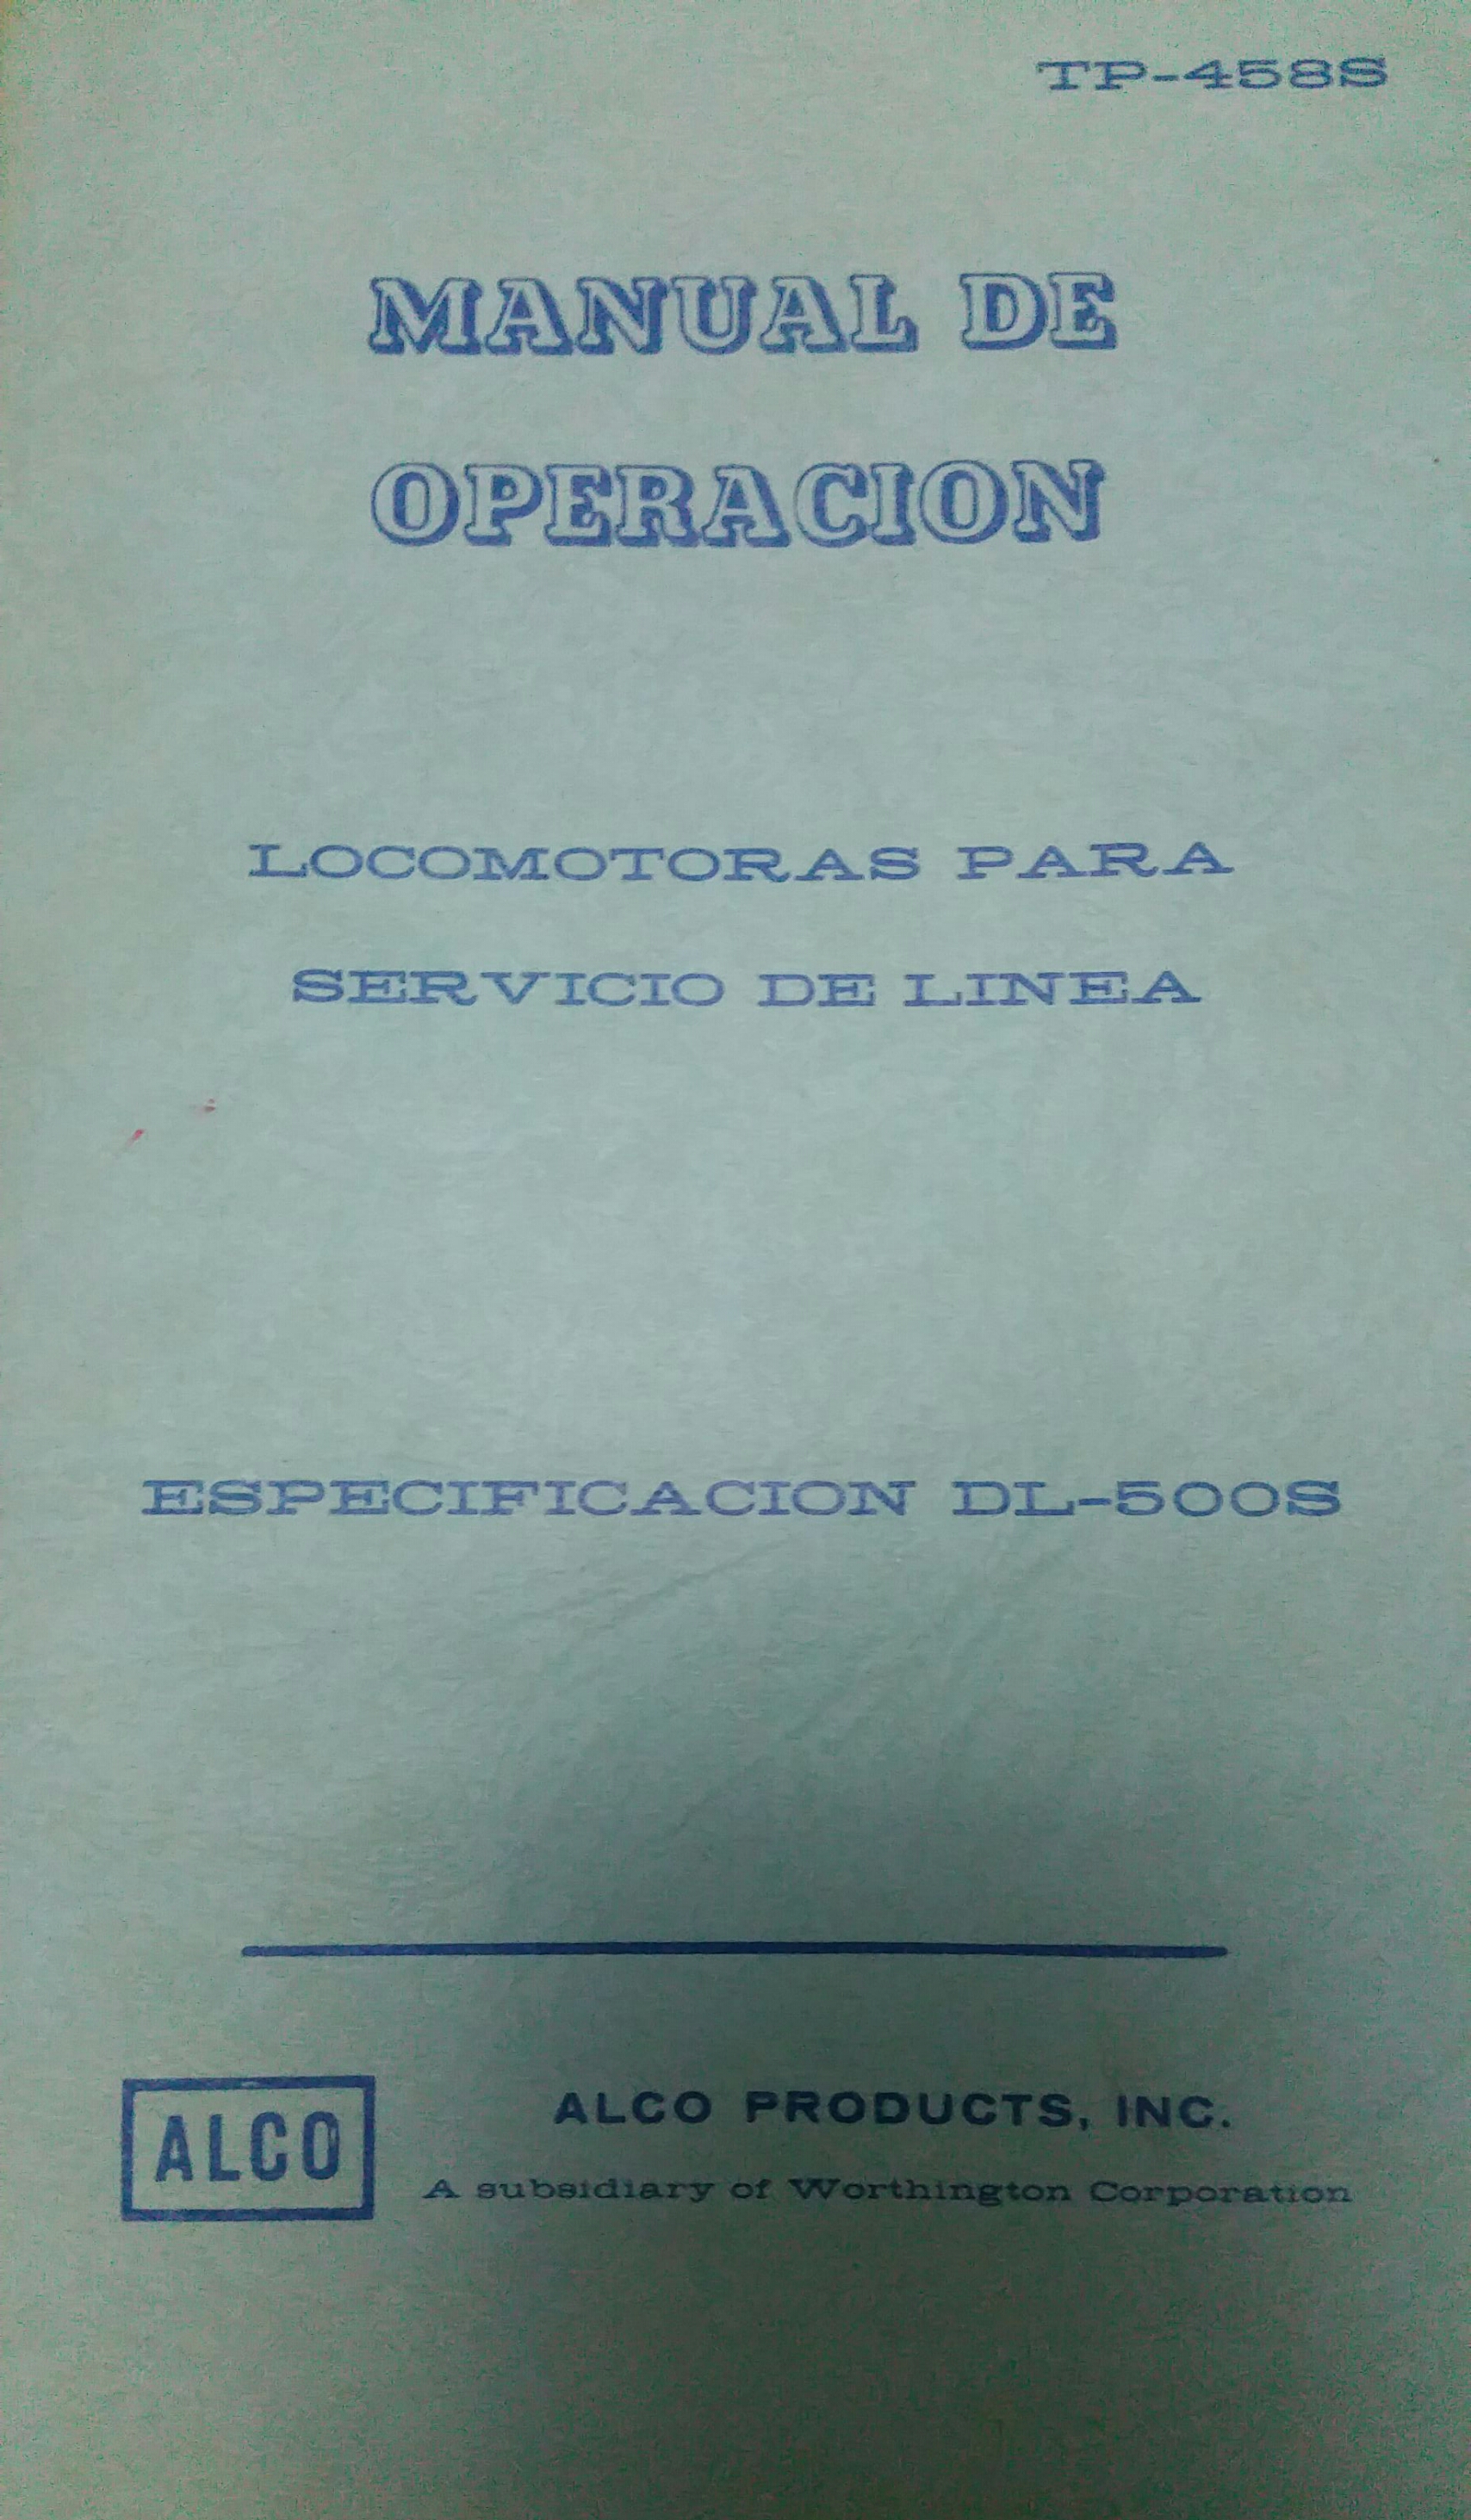 TP-458S
MANUAL DE
OPERACION
LOCOMOTORAS PARA
SERVICIO DE LINEA
ESPECIFICACION DL-500S
ALCO
ALCO PRODUCTS, INC.
A subsidiary of Worthington Corporation